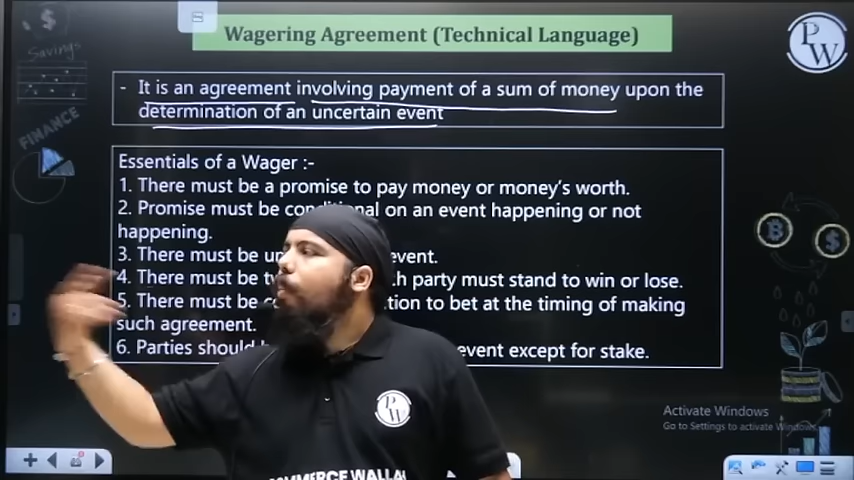 Wagering Agreement (Technical Language)
P
W
Savings
- It is an agreement involving payment of a sum of money upon the
determination of an uncertain event
FINANCE
Essentials of a Wager :-
1. There must be a promise to pay money or money's worth.
2. Promise must be on an event happening or not
happening.
3. There must be event.
4. There must be party must stand to win or lose.
5. There must be to bet at the timing of making
such agreement.
6. Parties should event except for stake.
P
W
COMMERCE WALLAH
Activate Windows
Go to Settings to activate Windows.